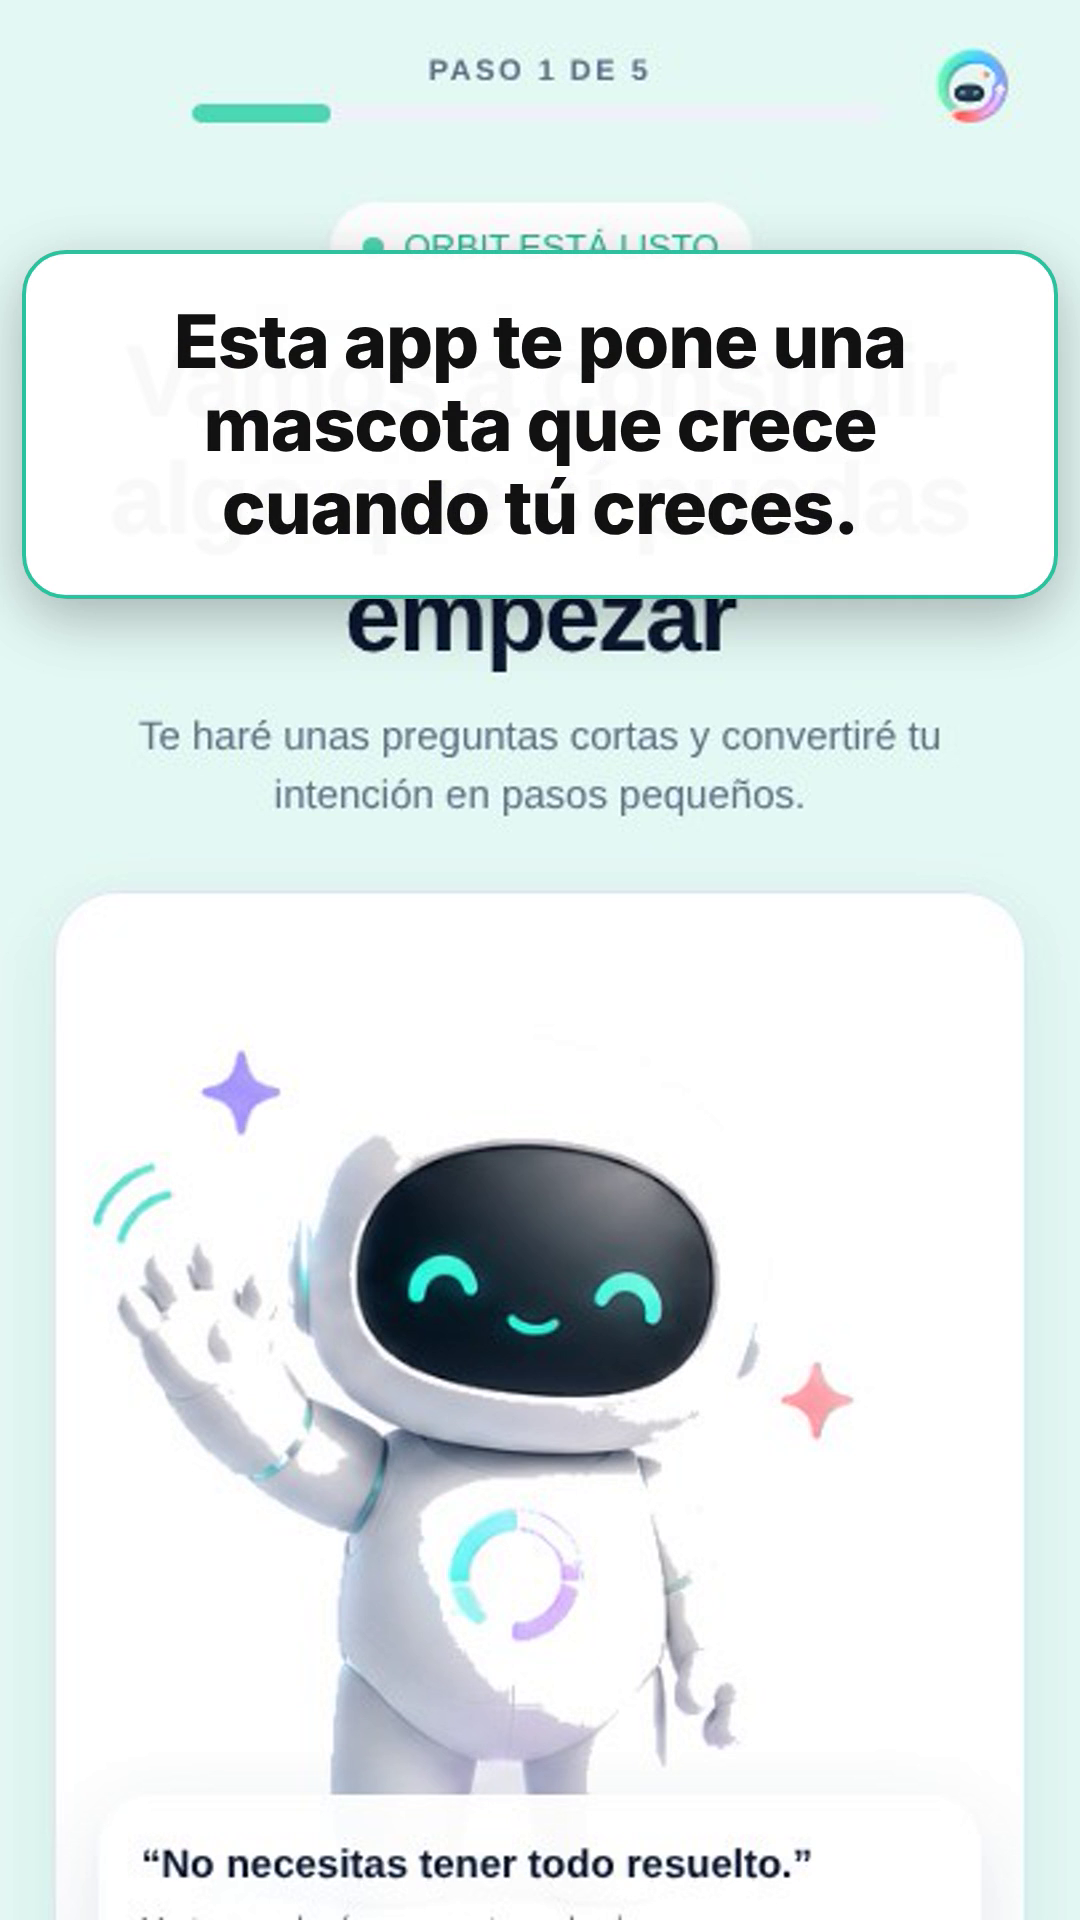 PASO 1 DE 5
ORBIT ESTÁ LISTO
Esta app te pone una
mascota que crece
cuando tú creces.
empezar
Te haré unas preguntas cortas y convertiré tu
intención en pasos pequeños.
“No necesitas tener todo resuelto.”